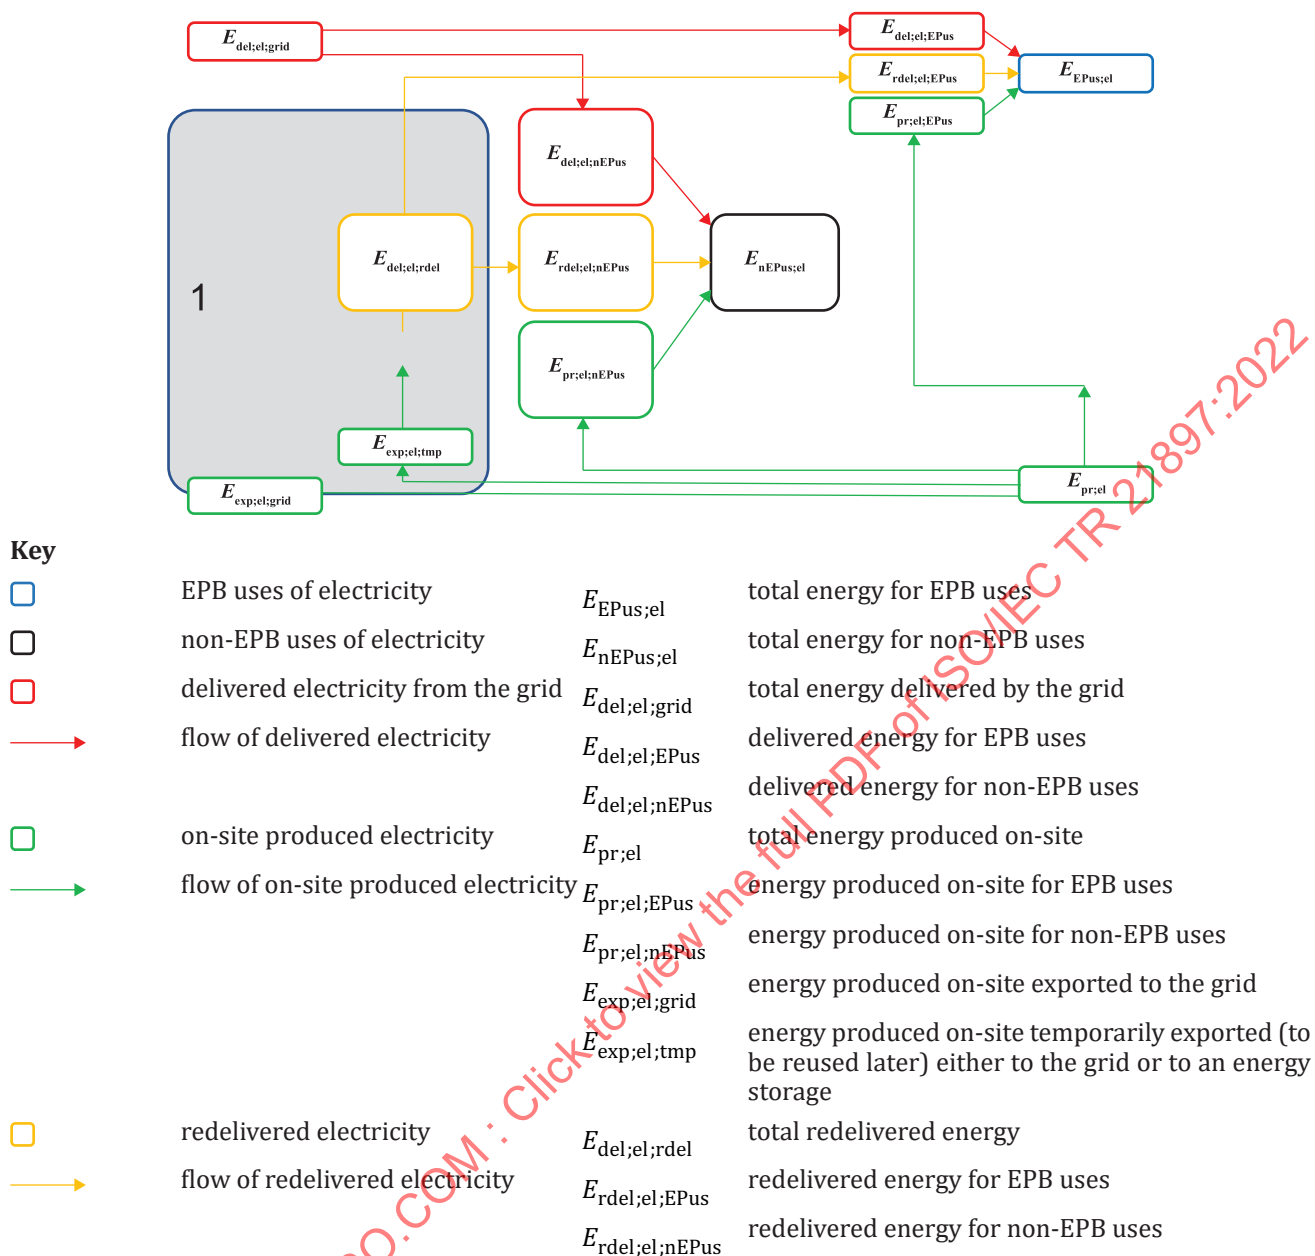 E del;el;grid
E del;el;EPus
E rdel;el;EPus
E EPus;el
E pr;el;EPus
E del;el;nEPus
1
E del;el;rdel
E rdel;el;nEPus
E nEPus;el
E pr;el;nEPus
E exp;el;tmp
E exp;el;grid
E pr;el
Key
EPB uses of electricity E EPus;el total energy for EPB uses
non-EPB uses of electricity E nEPus;el total energy for non-EPB uses
delivered electricity from the grid E del;el;grid total energy delivered by the grid
flow of delivered electricity E del;el;EPus delivered energy for EPB uses
E del;el;nEPus delivered energy for non-EPB uses
on-site produced electricity E pr;el total energy produced on-site
flow of on-site produced electricity E pr;el;EPus energy produced on-site for EPB uses
E pr;el;nEPus energy produced on-site for non-EPB uses
E exp;el;grid energy produced on-site exported to the grid
E exp;el;tmp energy produced on-site temporarily exported (to
be reused later) either to the grid or to an energy
storage
redelivered electricity E del;el;rdel total redelivered energy
flow of redelivered electricity E rdel;el;EPus redelivered energy for EPB uses
E rdel;el;nEPus redelivered energy for non-EPB uses
O.COM : Click to view the full PDF of ISO/IEC TR 21897:2022